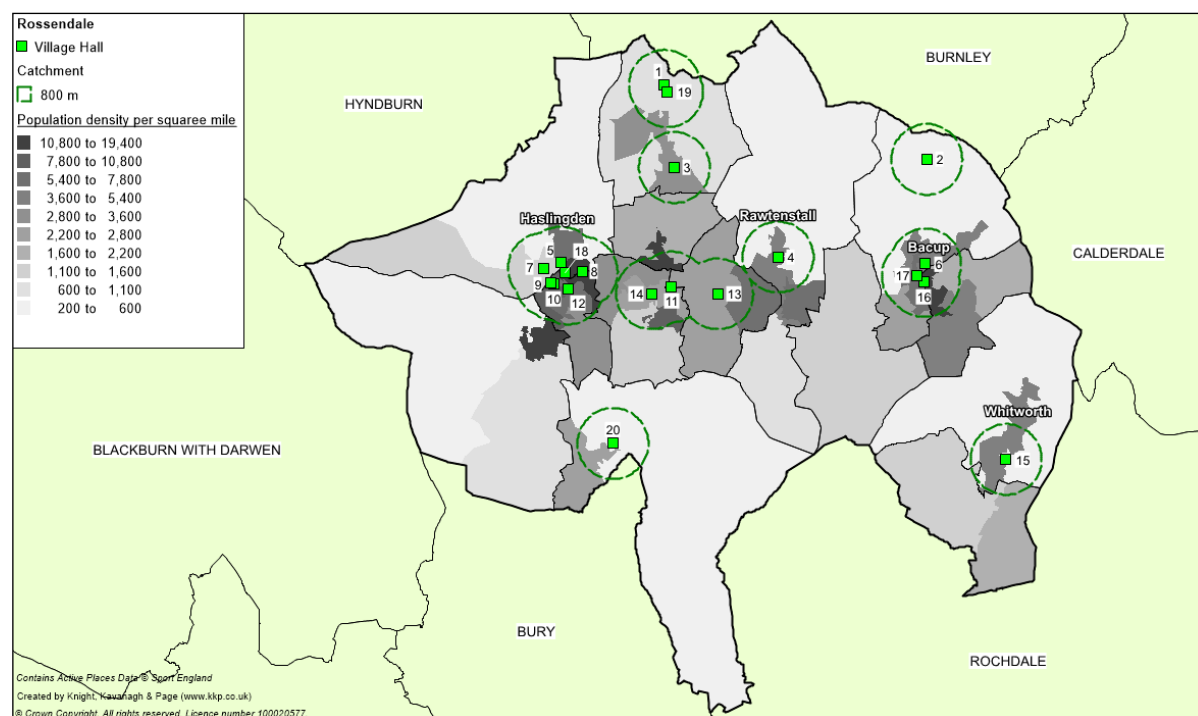 Rossendale
Village Hall
Catchment
800 m
Population density per squaree mile
10,800 to 19,400
7,800 to 10,800
5,400 to 7,800
3,600 to 5,400
2,800 to 3,600
2,200 to 2,800
1,600 to 2,200
1,100 to 1,600
600 to 1,100
200 to 600
BURNLEY
HYNDBURN
1
19
2
3
Haslingden
Rawtenstall
Bacup
CALDERDALE
5
18
4
6
7
8
17
9
10
12
14
11
13
16
Whitworth
20
15
BLACKBURN WITH DARWEN
BURY
ROCHDALE
Contains Active Places Data © Sport England
Created by Knight, Kavanagh & Page (www.kkp.co.uk)
© Crown Copyright. All rights reserved. Licence number 100020577